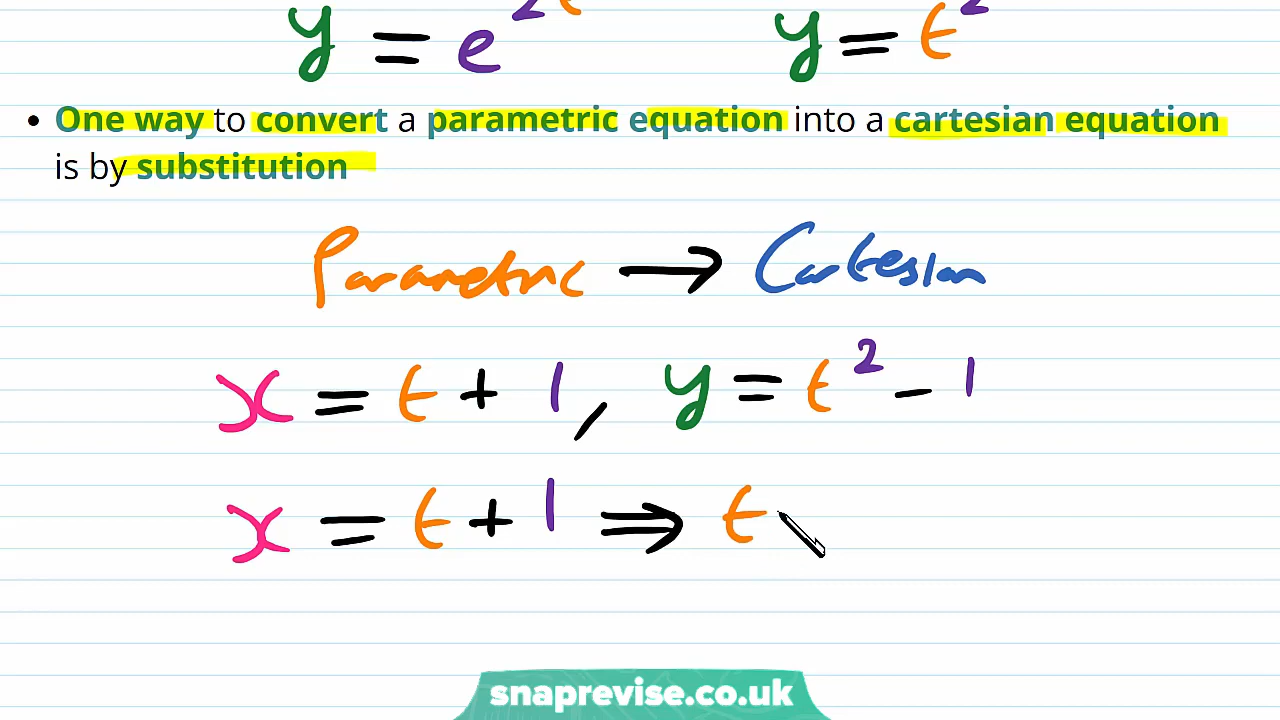 y = e^2t y = t^2
• One way to convert a parametric equation into a cartesian equation
is by substitution
Parametric → Cartesian
x = t + 1, y = t² - 1
x = t + 1 ⇒ t
snaprevise.co.uk